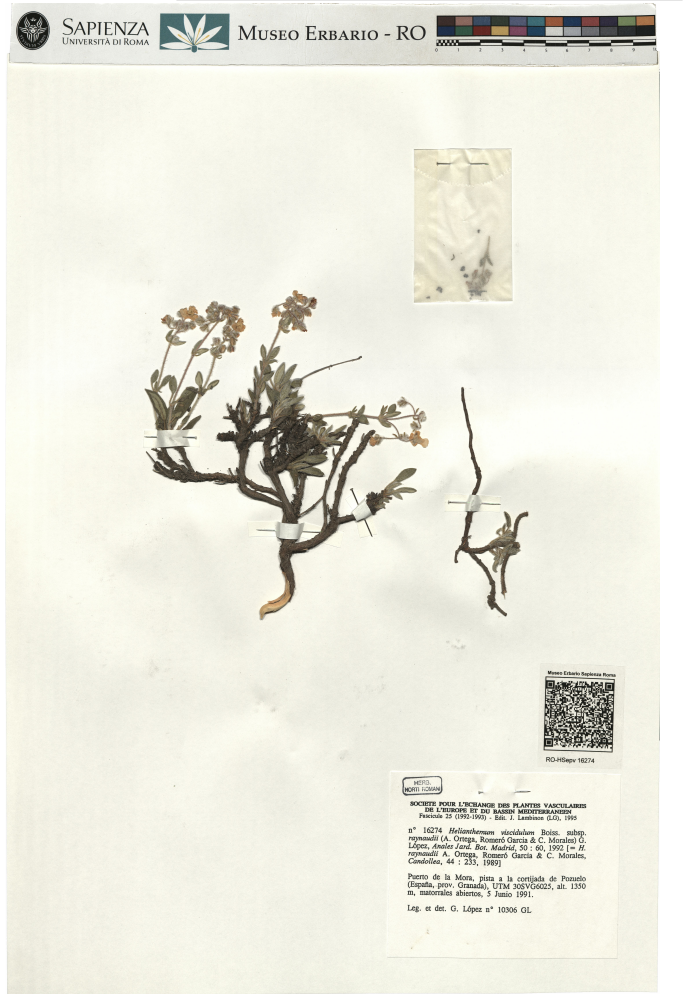 SAPIENZA
UNIVERSITÀ DI ROMA
MUSEO ERBARIO - RO
Museo Erbario Sapienza Roma
RO-HSepv 16274
HERB.
HORTI ROMANI
SOCIETE POUR L'ECHANGE DES PLANTES VASCULAIRES
DE L'EUROPE ET DU BASSIN MEDITERRANEEN
Fascicule 25 (1992-1993) - Edit. J. Lambinon (LG), 1995
n° 16274 Helianthemum viscidulum Boiss. subsp.
raynaudii (A. Ortega, Romeró García & C. Morales) G.
López, Anales Jard. Bot. Madrid, 50 : 60, 1992 [= H.
raynaudii A. Ortega, Romeró García & C. Morales,
Candollea, 44 : 233, 1989]
Puerto de la Mora, pista a la cortijada de Pozuelo
(España, prov. Granada), UTM 30SVG6025, alt. 1350
m, matorrales abiertos, 5 Junio 1991.
Leg. et det. G. López n° 10306 GL